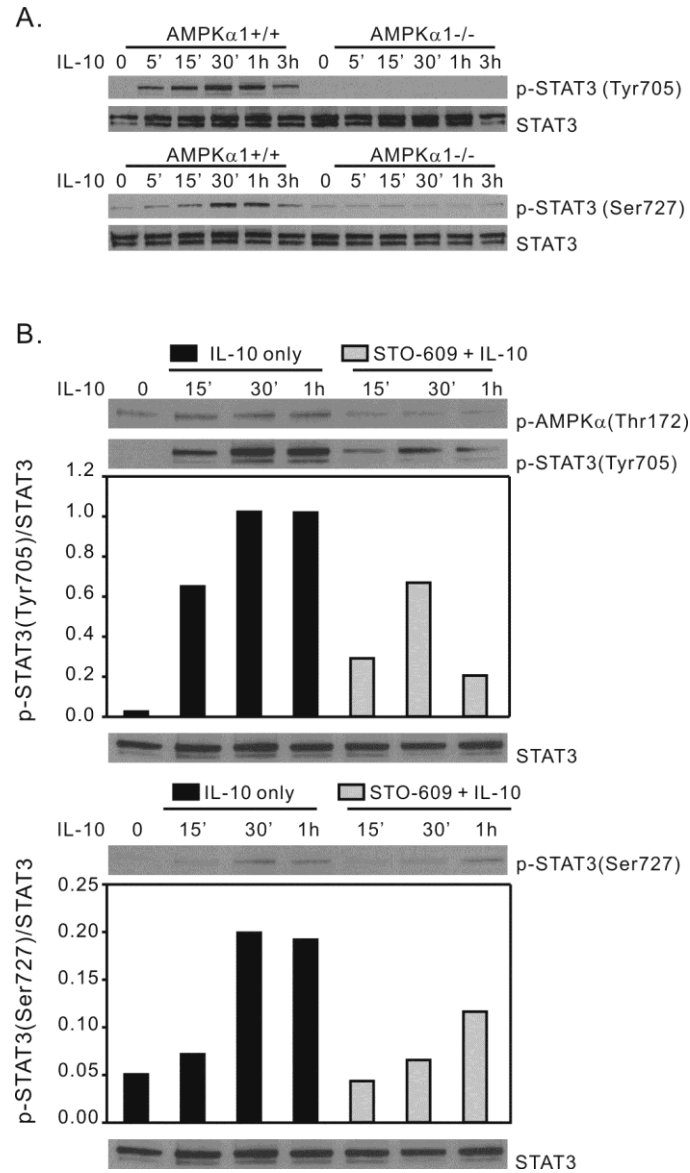 A.
AMPKα1+/+ AMPKα1-/-
IL-10 0 5’ 15’ 30’ 1h 3h 0 5’ 15’ 30’ 1h 3h
p-STAT3 (Tyr705)
STAT3
AMPKα1+/+ AMPKα1-/-
IL-10 0 5’ 15’ 30’ 1h 3h 0 5’ 15’ 30’ 1h 3h
p-STAT3 (Ser727)
STAT3
B.
IL-10 only STO-609 + IL-10
IL-10 0 15’ 30’ 1h 15’ 30’ 1h
p-AMPKα(Thr172)
p-STAT3(Tyr705)
p-STAT3(Tyr705)/STAT3
1.2
1.0
0.8
0.6
0.4
0.2
0.0
STAT3
IL-10 only STO-609 + IL-10
IL-10 0 15’ 30’ 1h 15’ 30’ 1h
p-STAT3(Ser727)
p-STAT3(Ser727)/STAT3
0.25
0.20
0.15
0.10
0.05
0.00
STAT3